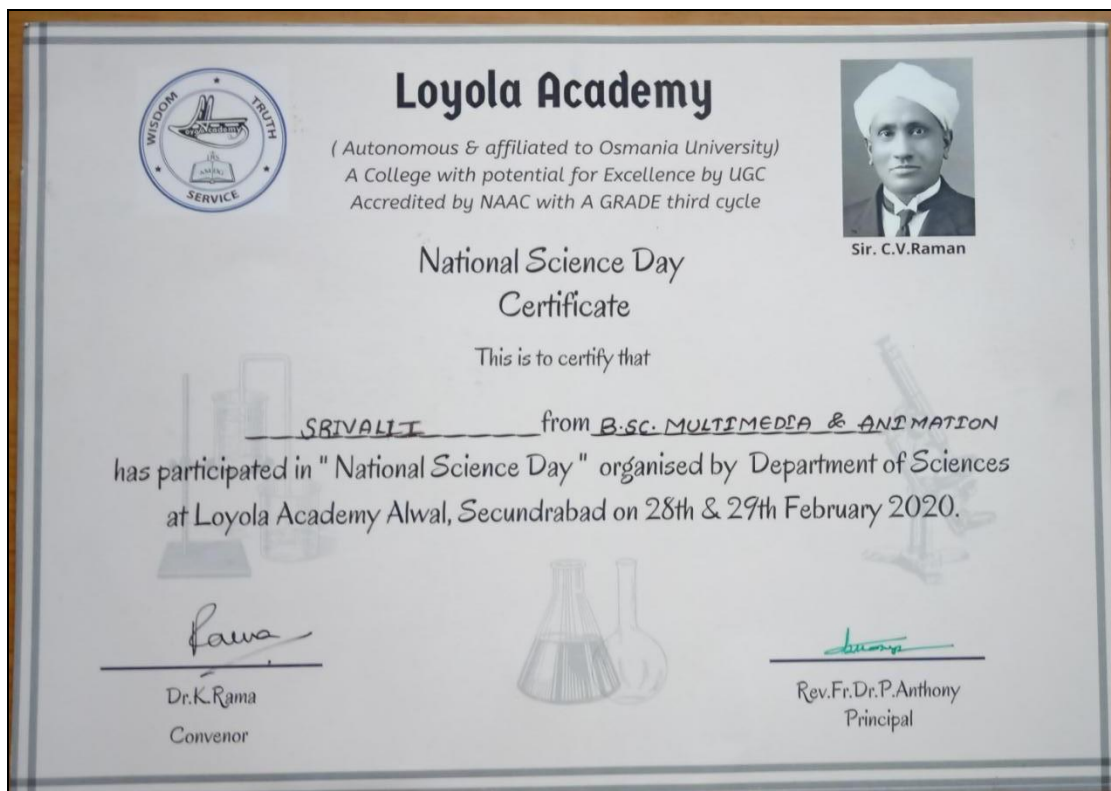 WISDOM TRUTH
SERVICE
Loyola Academy
( Autonomous & affiliated to Osmania University)
A College with potential for Excellence by UGC
Accredited by NAAC with A GRADE third cycle
Sir. C.V.Raman
National Science Day
Certificate
This is to certify that
SRIVALLI from B.SC. MULTIMEDIA & ANIMATION
has participated in " National Science Day " organised by Department of Sciences
at Loyola Academy Alwal, Secundrabad on 28th & 29th February 2020.
Rama
Dr.K.Rama
Convenor
Rev.Fr.Dr.P.Anthony
Principal